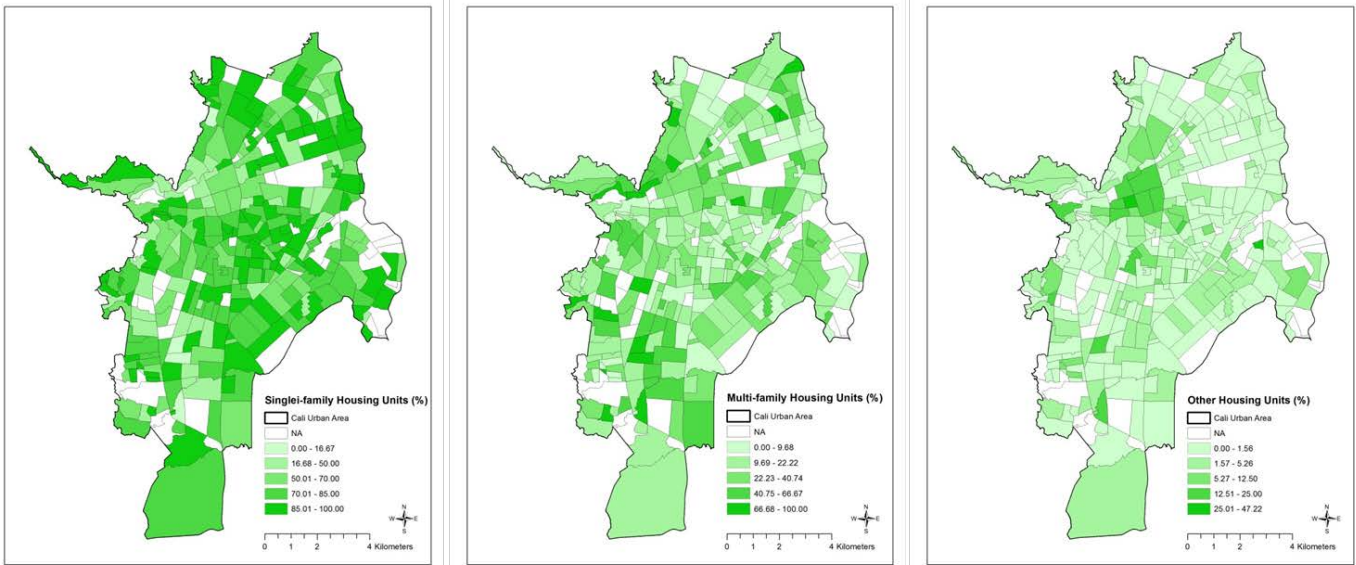 Singlei-family Housing Units (%)
Cali Urban Area
NA
0.00 - 16.67
16.68 - 50.00
50.01 - 70.00
70.01 - 85.00
85.01 - 100.00
N
W E
S
0 1 2 4 Kilometers
Multi-family Housing Units (%)
Cali Urban Area
NA
0.00 - 9.68
9.69 - 22.22
22.23 - 40.74
40.75 - 66.67
66.68 - 100.00
N
W E
S
0 1 2 4 Kilometers
Other Housing Units (%)
Cali Urban Area
NA
0.00 - 1.56
1.57 - 5.26
5.27 - 12.50
12.51 - 25.00
25.01 - 47.22
N
W E
S
0 1 2 4 Kilometers